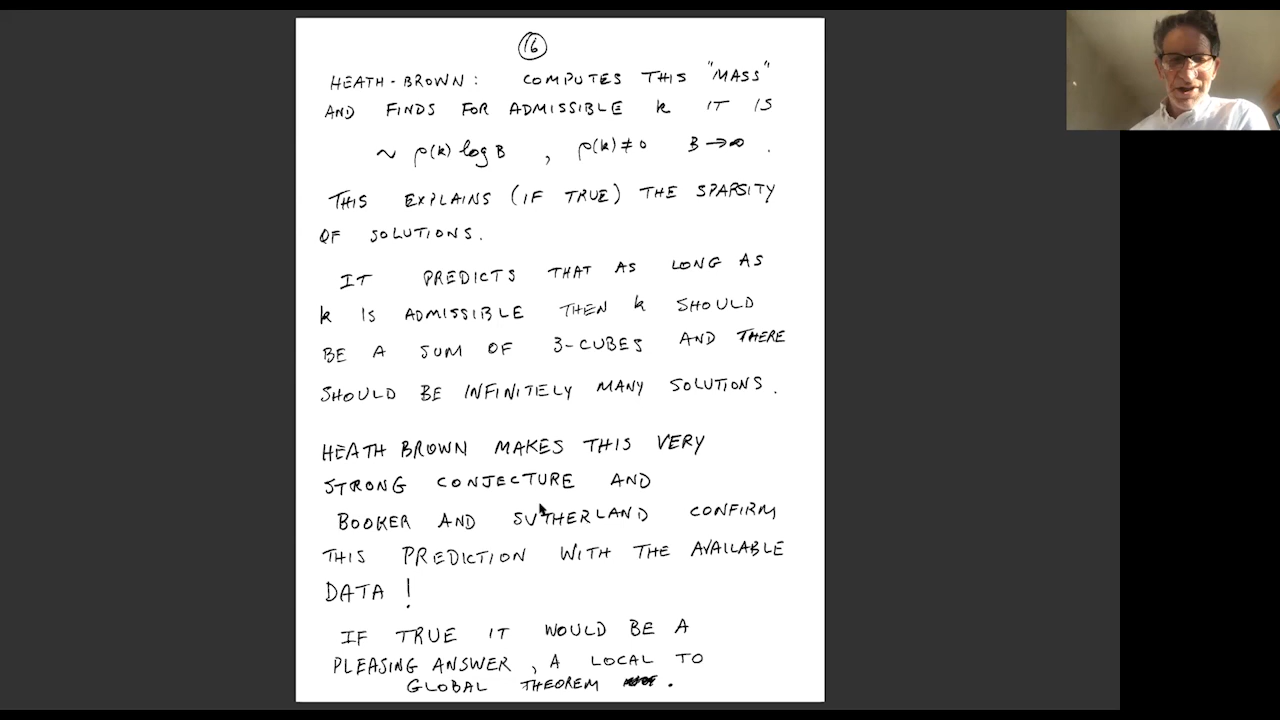 16
HEATH-BROWN: COMPUTES THIS "MASS"
AND FINDS FOR ADMISSIBLE k IT IS
~ ρ(k) log B , ρ(k) ≠ 0 B → ∞ .
THIS EXPLAINS (IF TRUE) THE SPARSITY
OF SOLUTIONS.
IT PREDICTS THAT AS LONG AS
k IS ADMISSIBLE THEN k SHOULD
BE A SUM OF 3-CUBES AND THERE
SHOULD BE INFINITELY MANY SOLUTIONS.
HEATH BROWN MAKES THIS VERY
STRONG CONJECTURE AND
BOOKER AND SUTHERLAND CONFIRM
THIS PREDICTION WITH THE AVAILABLE
DATA !
IF TRUE IT WOULD BE A
PLEASING ANSWER, A LOCAL TO
GLOBAL THEOREM .